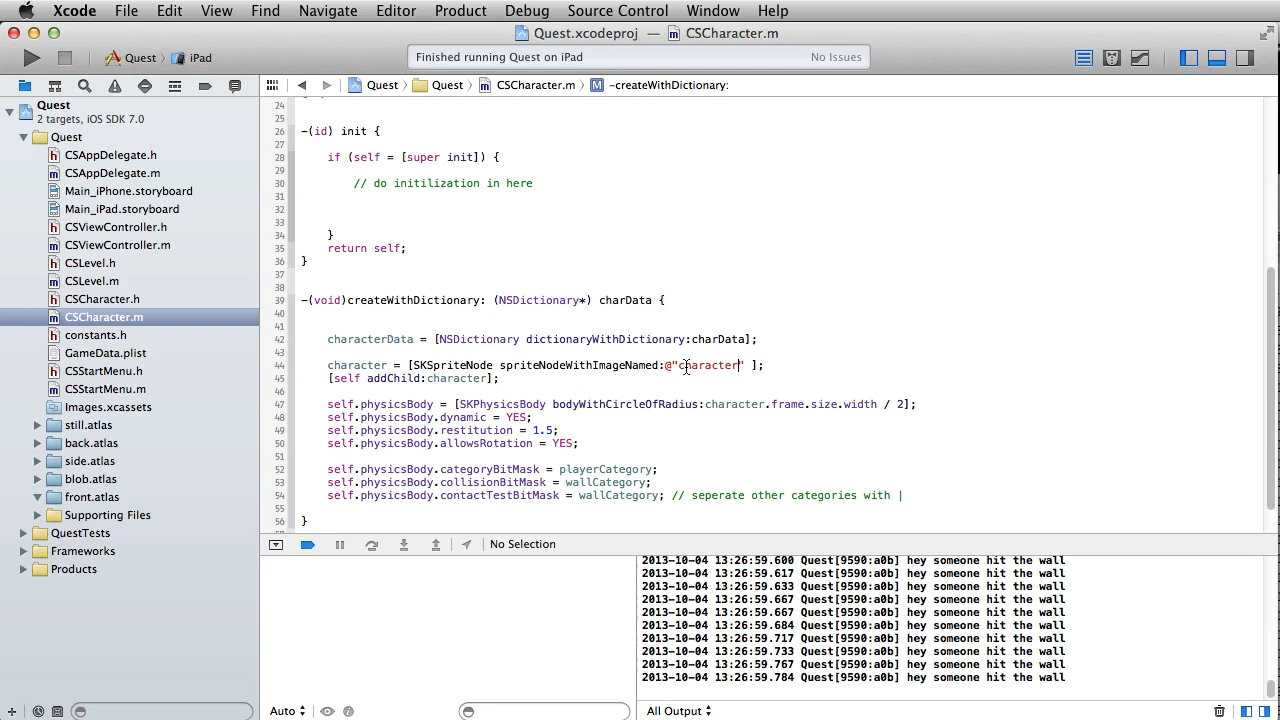 Xcode File Edit View Find Navigate Editor Product Debug Source Control Window Help
Quest.xcodeproj — CSCharacter.m
Quest 〉 iPad
Finished running Quest on iPad No Issues
Quest 〉 Quest 〉 CSCharacter.m 〉 M -createWithDictionary:
Quest
2 targets, iOS SDK 7.0
Quest
h CSAppDelegate.h
m CSAppDelegate.m
Main_iPhone.storyboard
Main_iPad.storyboard
h CSViewController.h
m CSViewController.m
h CSLevel.h
m CSLevel.m
h CSCharacter.h
m CSCharacter.m
h constants.h
GameData.plist
h CSStartMenu.h
m CSStartMenu.m
Images.xcassets
still.atlas
back.atlas
side.atlas
blob.atlas
front.atlas
Supporting Files
QuestTests
Frameworks
Products
24
25
26 -(id) init {
27
28 if (self = [super init]) {
29
30 // do initilization in here
31
32
33
34 }
35 return self;
36 }
37
38
39 -(void)createWithDictionary: (NSDictionary*) charData {
40
41
42 characterData = [NSDictionary dictionaryWithDictionary:charData];
43
44 character = [SKSpriteNode spriteNodeWithImageNamed:@"character" ];
45 [self addChild:character];
46
47 self.physicsBody = [SKPhysicsBody bodyWithCircleOfRadius:character.frame.size.width / 2];
48 self.physicsBody.dynamic = YES;
49 self.physicsBody.restitution = 1.5;
50 self.physicsBody.allowsRotation = YES;
51
52 self.physicsBody.categoryBitMask = playerCategory;
53 self.physicsBody.collisionBitMask = wallCategory;
54 self.physicsBody.contactTestBitMask = wallCategory; // seperate other categories with |
55
56 }
No Selection
2013-10-04 13:26:59.600 Quest[9590:a0b] hey someone hit the wall
2013-10-04 13:26:59.617 Quest[9590:a0b] hey someone hit the wall
2013-10-04 13:26:59.633 Quest[9590:a0b] hey someone hit the wall
2013-10-04 13:26:59.667 Quest[9590:a0b] hey someone hit the wall
2013-10-04 13:26:59.667 Quest[9590:a0b] hey someone hit the wall
2013-10-04 13:26:59.684 Quest[9590:a0b] hey someone hit the wall
2013-10-04 13:26:59.717 Quest[9590:a0b] hey someone hit the wall
2013-10-04 13:26:59.733 Quest[9590:a0b] hey someone hit the wall
2013-10-04 13:26:59.767 Quest[9590:a0b] hey someone hit the wall
2013-10-04 13:26:59.784 Quest[9590:a0b] hey someone hit the wall
Auto All Output